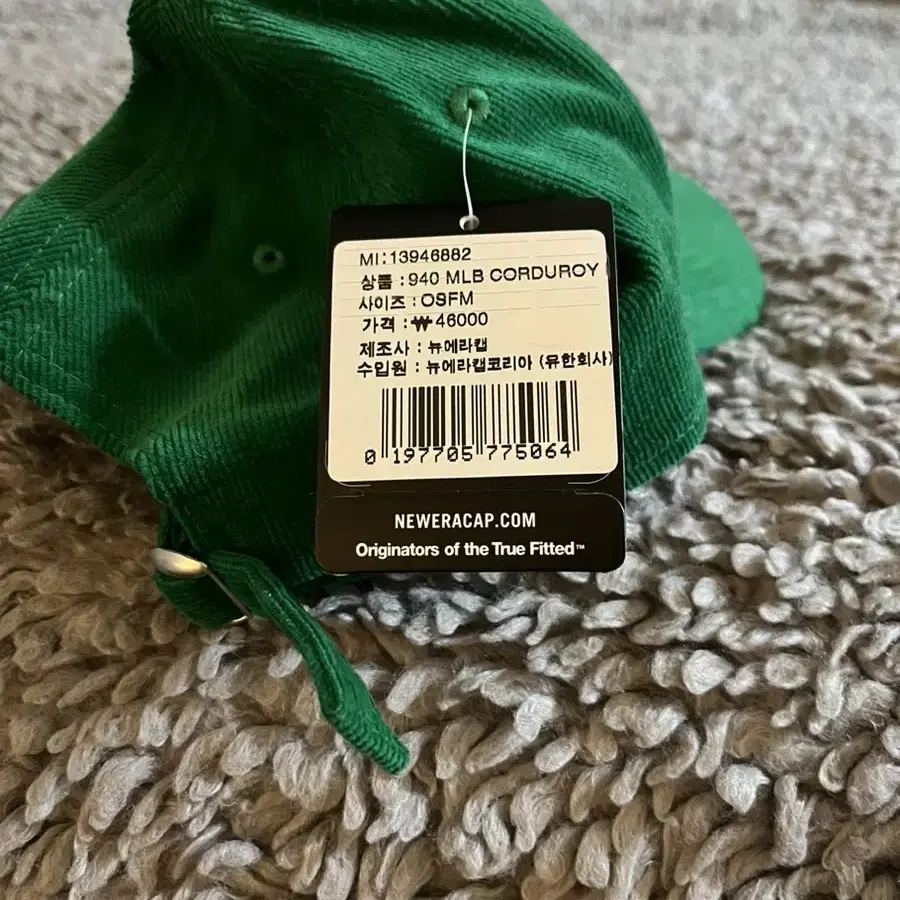 MI:13946882
상품 :940 MLB CORDUROY
사이즈 : OSFM
가격 :₩46000
제조사 : 뉴에라캡
수입원 : 뉴에라캡코리아 (유한회사)
0 197705 775064
NEWERACAP.COM
Originators of the True Fitted™